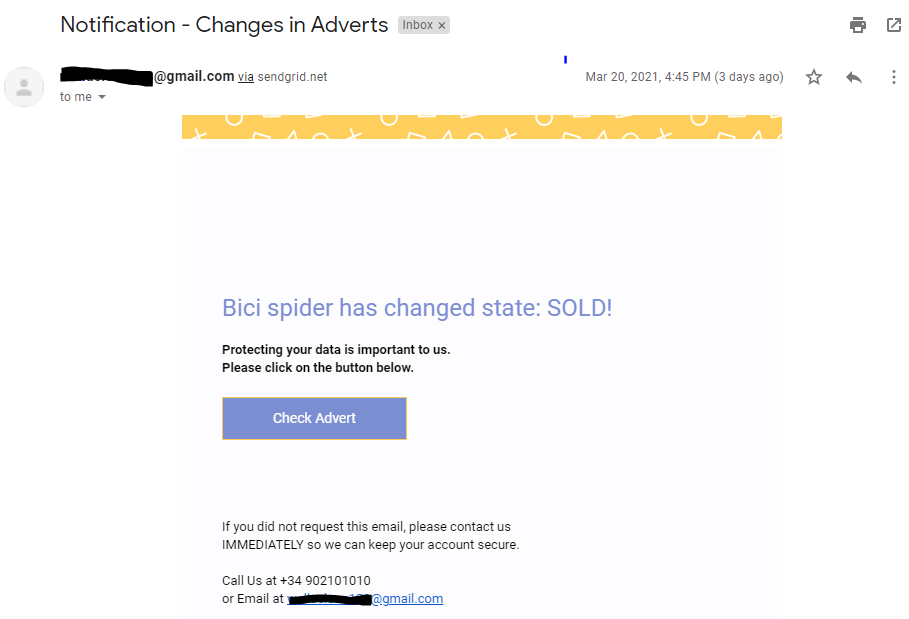 Notification - Changes in Adverts Inbox ×
@gmail.com via sendgrid.net Mar 20, 2021, 4:45 PM (3 days ago)
to me
Bici spider has changed state: SOLD!
Protecting your data is important to us.
Please click on the button below.
Check Advert
If you did not request this email, please contact us
IMMEDIATELY so we can keep your account secure.
Call Us at +34 902101010
or Email at @gmail.com